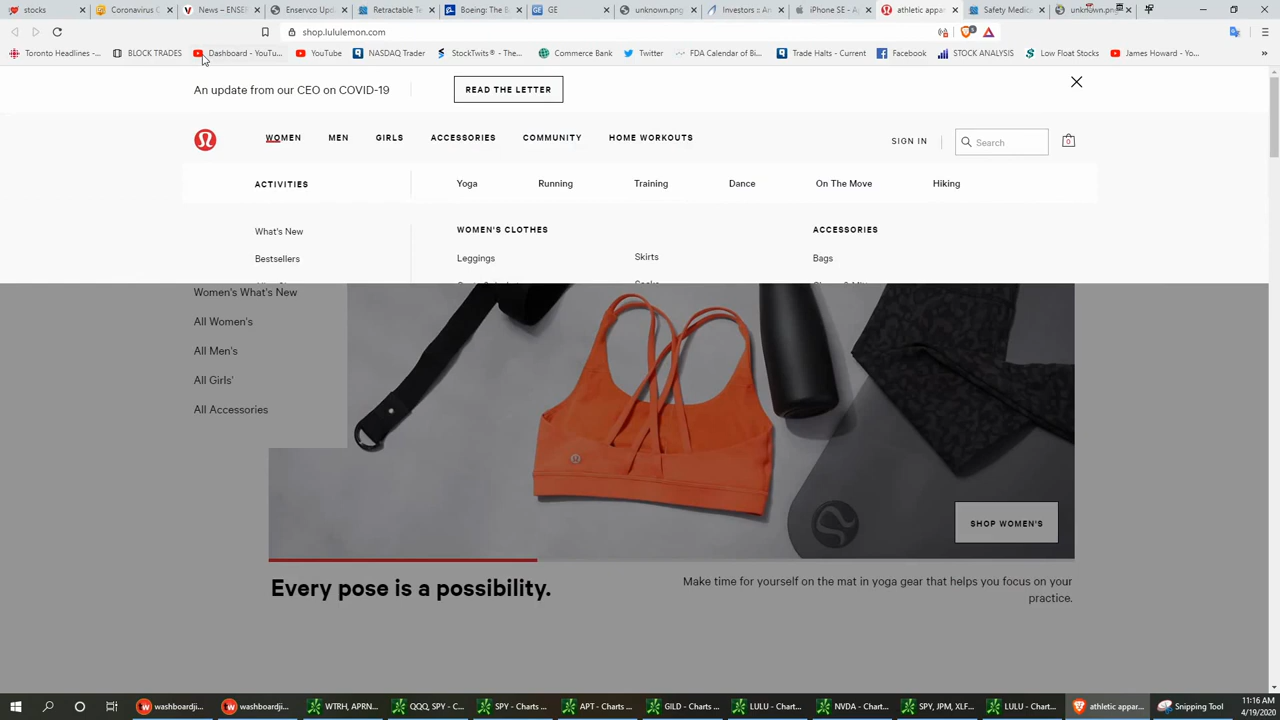 stocks
Coronavirus C
News – ENSER
Enservco Upd
Retractable Te
Boeing: The B
GE
unknown.png
Investors :: An
iPhone SE - Ap
athletic appar
Safety Medica
unknown.png
shop.lululemon.com
Toronto Headlines -...
BLOCK TRADES
Dashboard - YouTu...
YouTube
NASDAQ Trader
StockTwits® - The...
Commerce Bank
Twitter
FDA Calendar of Bi...
Trade Halts - Current
Facebook
STOCK ANALYSIS
Low Float Stocks
James Howard - Yo...
An update from our CEO on COVID-19
READ THE LETTER
WOMEN
MEN
GIRLS
ACCESSORIES
COMMUNITY
HOME WORKOUTS
SIGN IN
Search
0
ACTIVITIES
Yoga
Running
Training
Dance
On The Move
Hiking
What's New
Bestsellers
WOMEN'S CLOTHES
Leggings
Skirts
ACCESSORIES
Bags
Women's What's New
All Women's
All Men's
All Girls'
All Accessories
SHOP WOMEN'S
Every pose is a possibility.
Make time for yourself on the mat in yoga gear that helps you focus on your
practice.
washboardji...
washboardji...
WTRH, APRN...
QQQ, SPY - C...
SPY - Charts ...
APT - Charts ...
GILD - Charts ...
LULU - Chart...
NVDA - Char...
SPY, JPM, XLF...
LULU - Chart...
athletic appar...
Snipping Tool
11:16 AM
4/19/2020